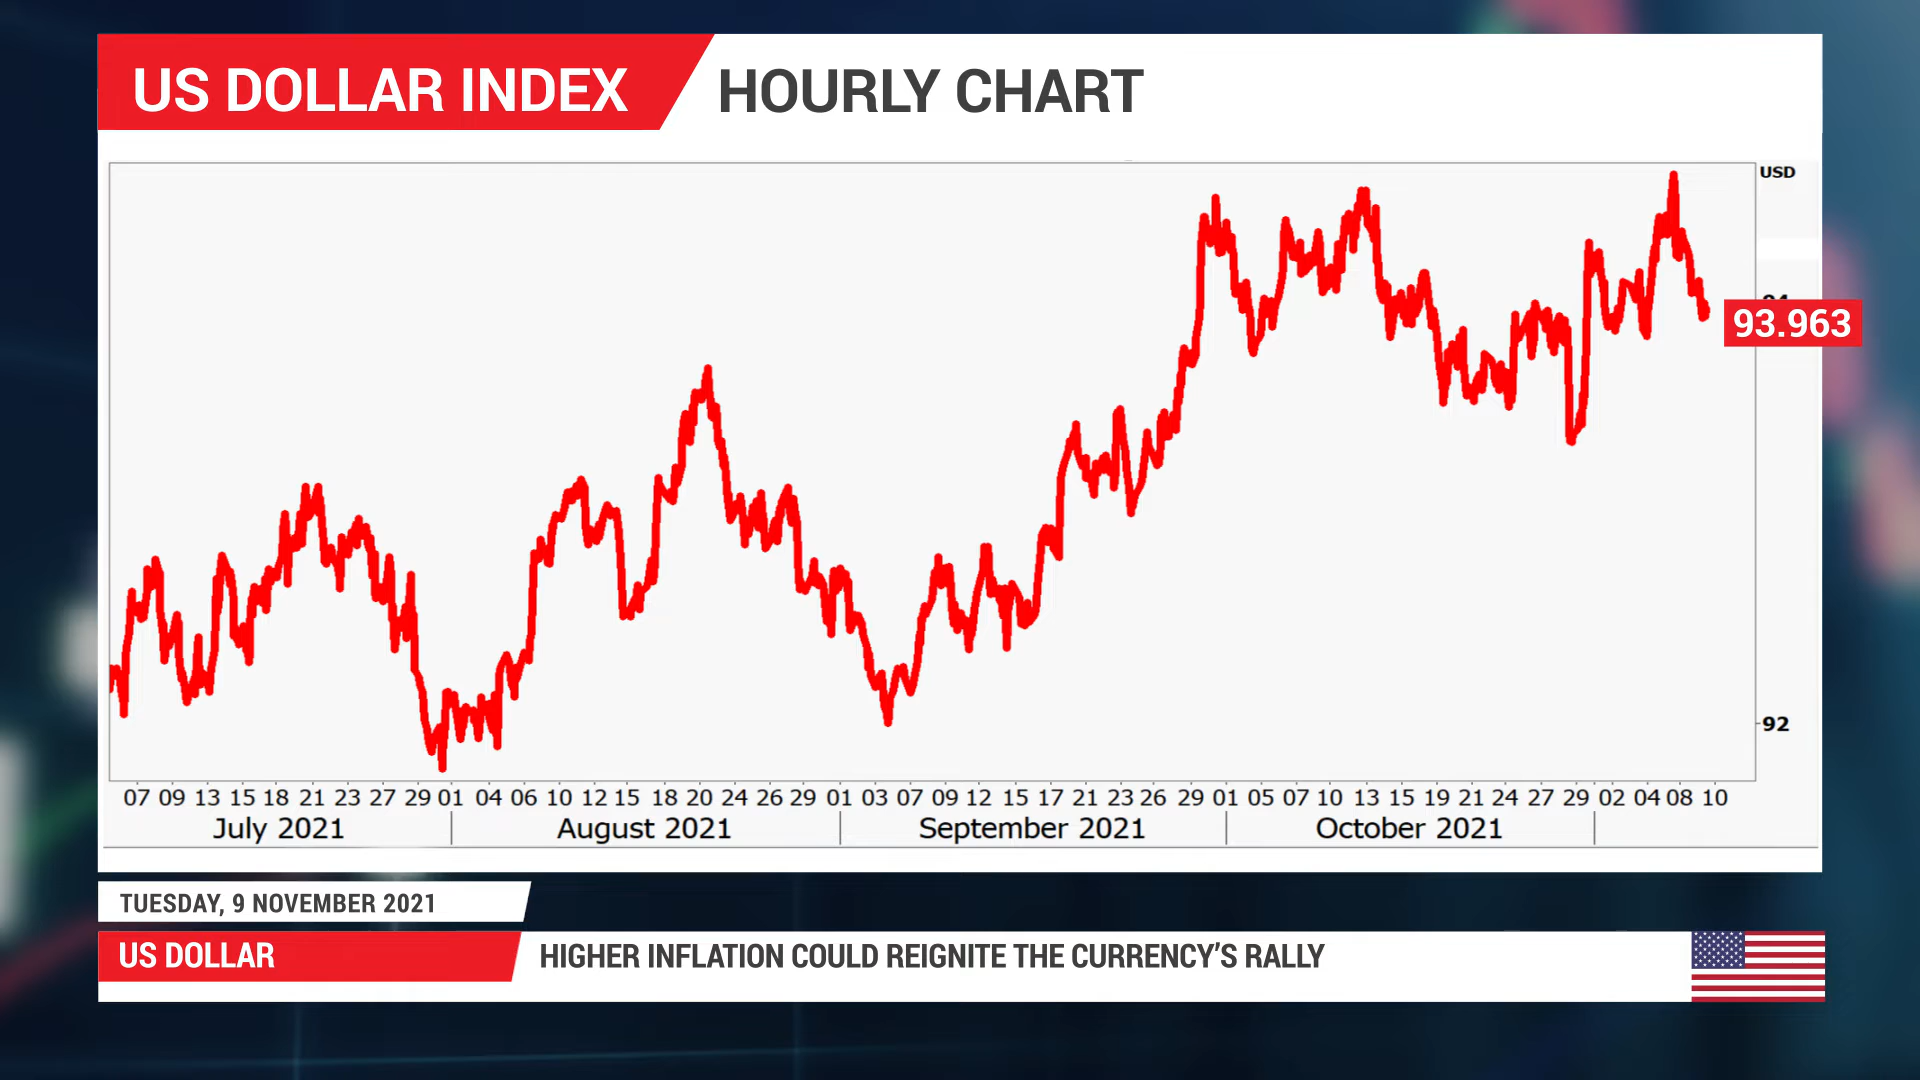 US DOLLAR INDEX HOURLY CHART
USD
93.963
92
07 09 13 15 18 21 23 27 29 01 04 06 10 12 15 18 20 24 26 29 01 03 07 09 12 15 17 21 23 26 29 01 05 07 10 13 15 19 21 24 27 29 02 04 08 10
July 2021 August 2021 September 2021 October 2021
TUESDAY, 9 NOVEMBER 2021
US DOLLAR HIGHER INFLATION COULD REIGNITE THE CURRENCY’S RALLY